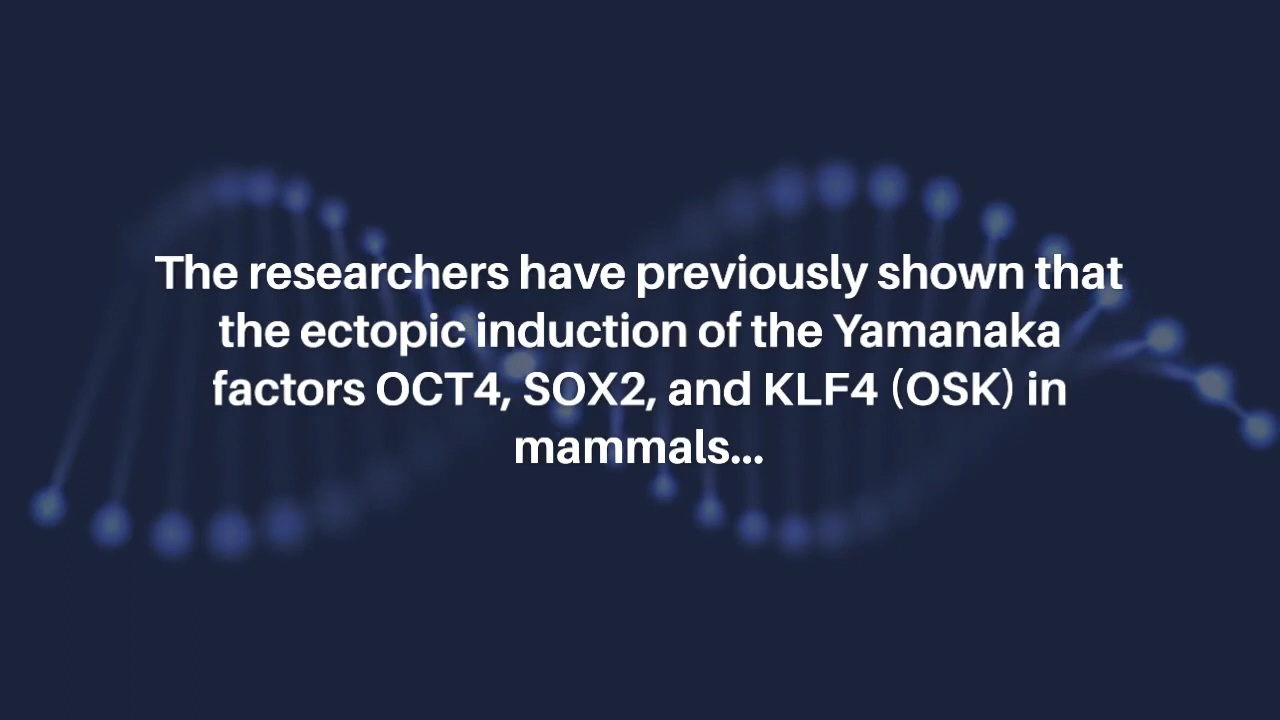 The researchers have previously shown that
the ectopic induction of the Yamanaka
factors OCT4, SOX2, and KLF4 (OSK) in
mammals...